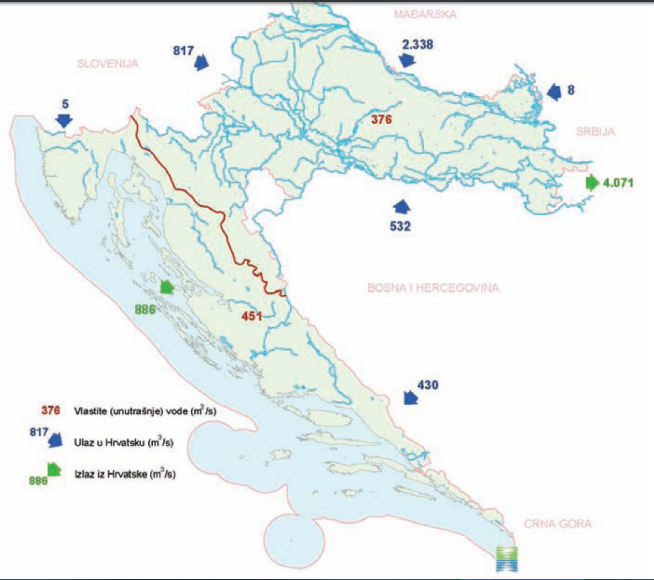 MAĐARSKA
817
2.338
SLOVENIJA
8
5
376
SRBIJA
4.071
532
BOSNA I HERCEGOVINA
886
451
430
376 Vlastite (unutrašnje) vode (m³/s)
817 Ulaz u Hrvatsku (m³/s)
886 Izlaz iz Hrvatske (m³/s)
CRNA GORA